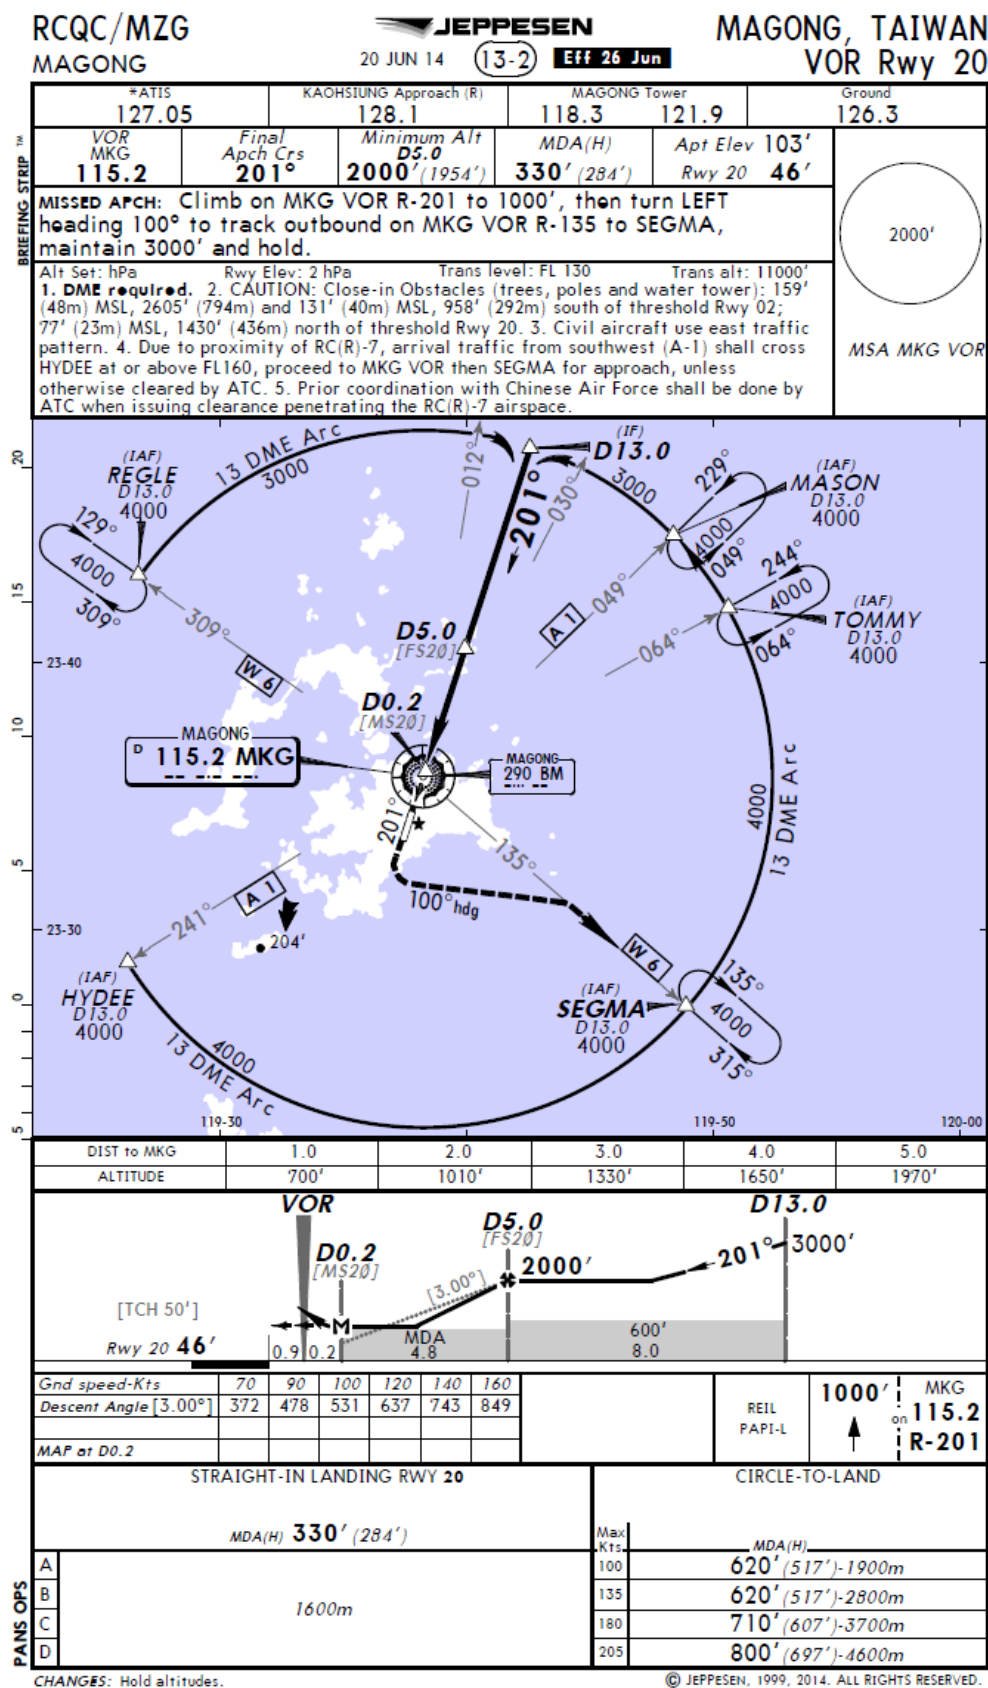 RCQC/MZG
MAGONG
JEPPESEN
20 JUN 14
13-2
Eff 26 Jun
MAGONG, TAIWAN
VOR Rwy 20
BRIEFING STRIP ™
*ATIS
127.05
KAOHSIUNG Approach (R)
128.1
MAGONG Tower
118.3 121.9
Ground
126.3
VOR
MKG
115.2
Final
Apch Crs
201°
Minimum Alt
D5.0
2000' (1954')
MDA(H)
330' (284')
Apt Elev 103'
Rwy 20 46'
MISSED APCH: Climb on MKG VOR R-201 to 1000', then turn LEFT
heading 100° to track outbound on MKG VOR R-135 to SEGMA,
maintain 3000' and hold.
2000'
MSA MKG VOR
Alt Set: hPa Rwy Elev: 2 hPa Trans level: FL 130 Trans alt: 11000'
1. DME required. 2. CAUTION: Close-in Obstacles (trees, poles and water tower): 159'
(48m) MSL, 2605' (794m) and 131' (40m) MSL, 958' (292m) south of threshold Rwy 02;
77' (23m) MSL, 1430' (436m) north of threshold Rwy 20. 3. Civil aircraft use east traffic
pattern. 4. Due to proximity of RC(R)-7, arrival traffic from southwest (A-1) shall cross
HYDEE at or above FL160, proceed to MKG VOR then SEGMA for approach, unless
otherwise cleared by ATC. 5. Prior coordination with Chinese Air Force shall be done by
ATC when issuing clearance penetrating the RC(R)-7 airspace.
20
15
10
5
0
5
23-40
23-30
119-30
119-50
120-00
(IAF)
REGLE
D13.0
4000
129°
4000
309°
309°
W 6
13 DME Arc
3000
012°
(IF)
D13.0
201°
030°
3000
229°
4000
049°
(IAF)
MASON
D13.0
4000
049°
A 1
244°
4000
064°
(IAF)
TOMMY
D13.0
4000
064°
D5.0
[FS20]
D0.2
[MS20]
MAGONG
D 115.2 MKG
MAGONG
290 BM
201°
135°
100° hdg
4000
13 DME Arc
A 1
241°
204'
(IAF)
HYDEE
D13.0
4000
4000
13 DME Arc
W 6
(IAF)
SEGMA
D13.0
4000
135°
4000
315°
DIST to MKG 1.0 2.0 3.0 4.0 5.0
ALTITUDE 700' 1010' 1330' 1650' 1970'
VOR
D0.2
[MS20]
D5.0
[FS20]
D13.0
2000'
201°
3000'
[3.00°]
[TCH 50']
Rwy 20 46'
M
MDA
0.9 0.2 4.8
600'
8.0
Gnd speed-Kts 70 90 100 120 140 160
Descent Angle [3.00°] 372 478 531 637 743 849
MAP at D0.2
REIL
PAPI-L
1000'
on
MKG
115.2
R-201
STRAIGHT-IN LANDING RWY 20
MDA(H) 330' (284')
CIRCLE-TO-LAND
Max
Kts
MDA(H)
PANS OPS
A
B
C
D
1600m
100 620' (517')-1900m
135 620' (517')-2800m
180 710' (607')-3700m
205 800' (697')-4600m
CHANGES: Hold altitudes.
© JEPPESEN, 1999, 2014. ALL RIGHTS RESERVED.